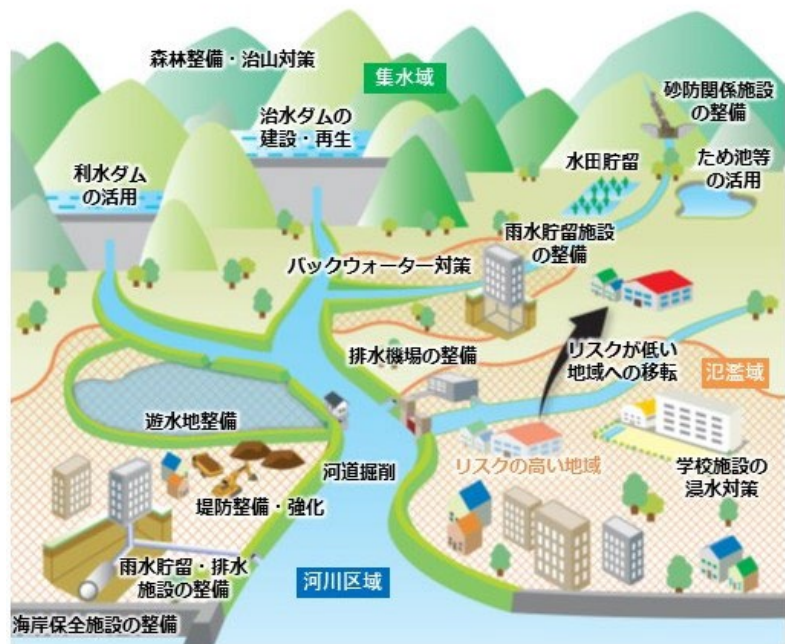 森林整備・治山対策
集水域
砂防関係施設
の整備
治水ダムの
建設・再生
水田貯留
ため池等
の活用
利水ダム
の活用
雨水貯留施設
の整備
バックウォーター対策
排水機場の整備
リスクが低い
地域への移転
氾濫域
遊水地整備
河道掘削
リスクの高い地域
学校施設の
浸水対策
堤防整備・強化
雨水貯留・排水
施設の整備
河川区域
海岸保全施設の整備